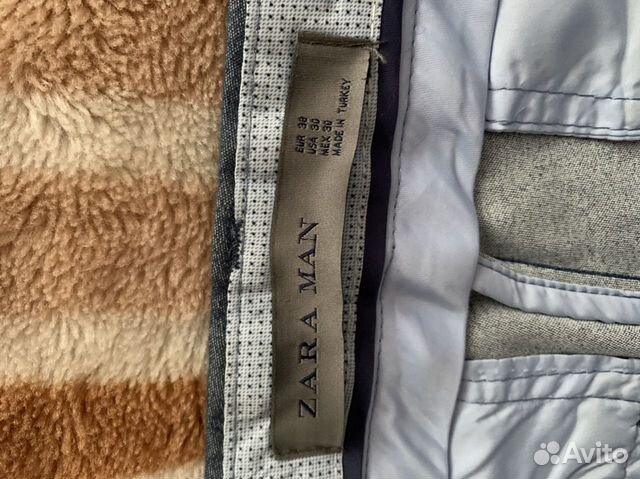 ZARA MAN
EUR 38
USA 30
MEX 30
MADE IN TURKEY
Avito